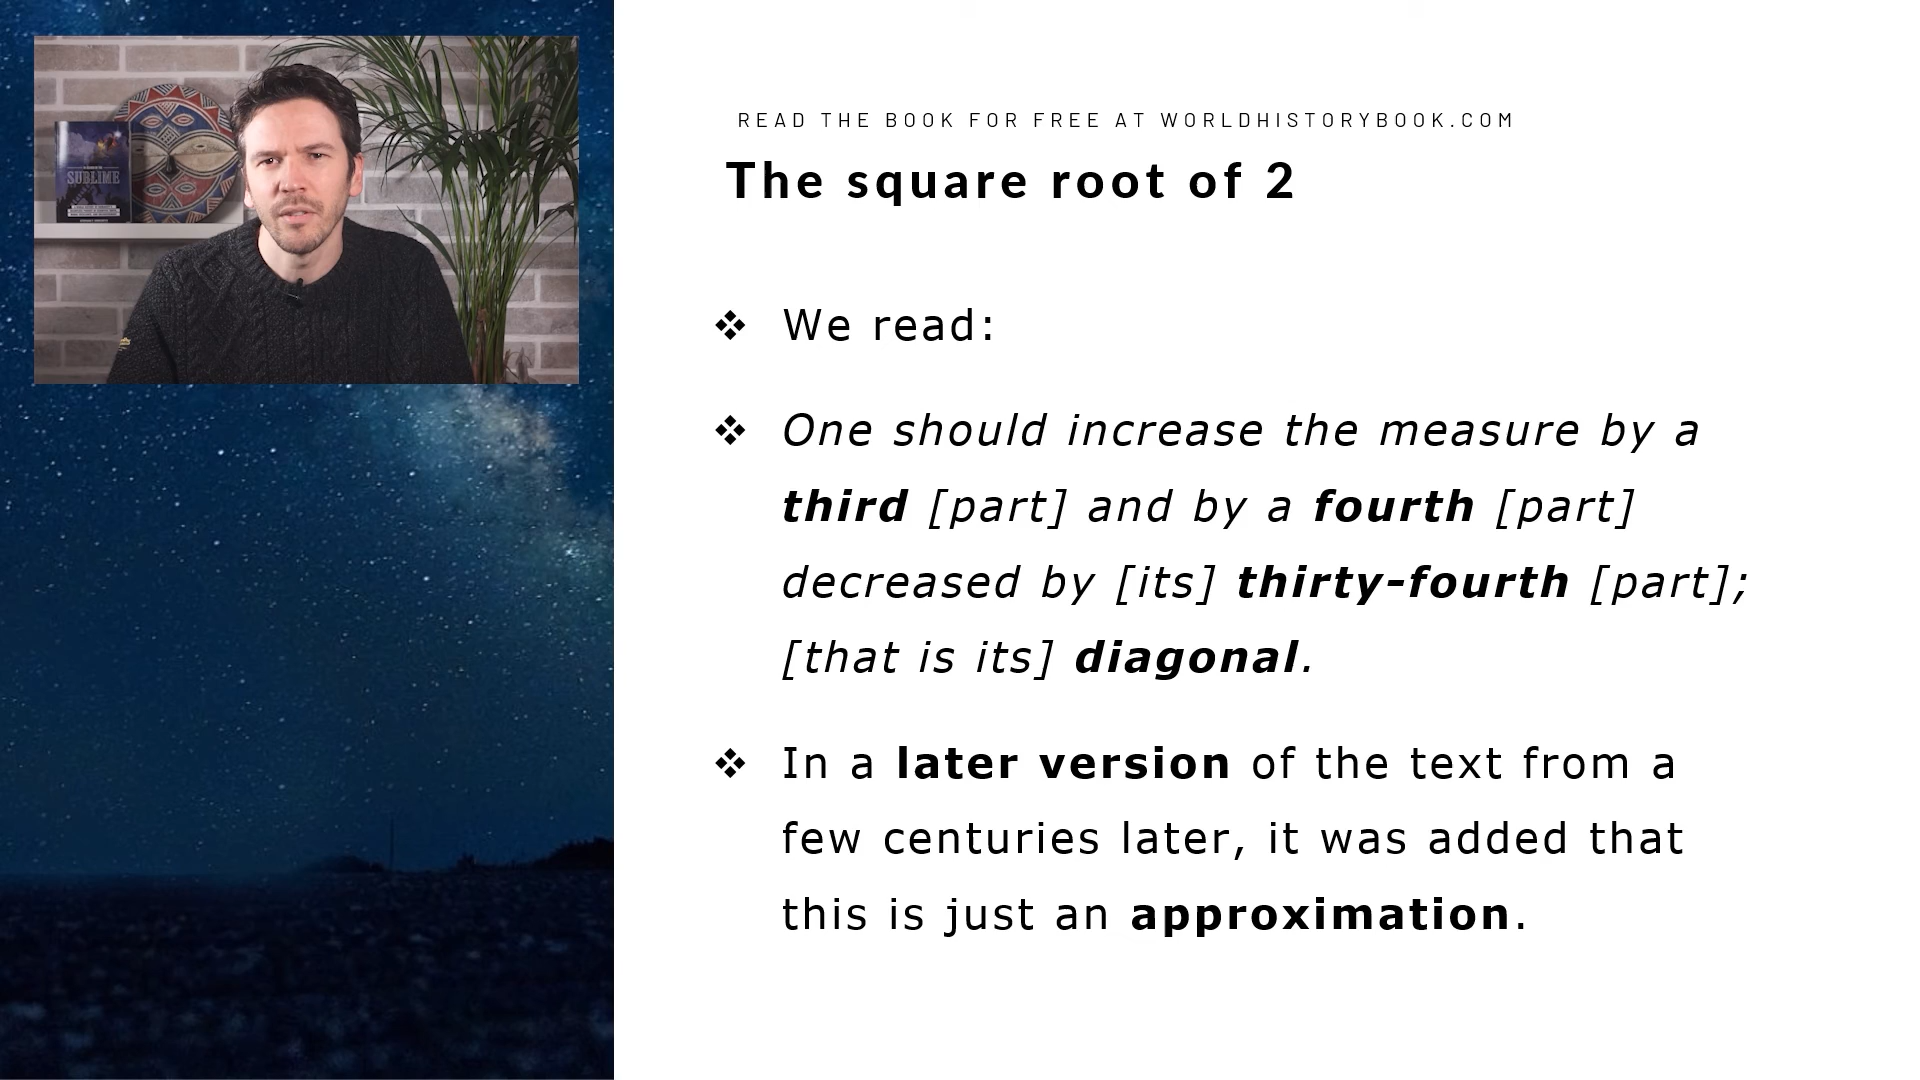 READ THE BOOK FOR FREE AT WORLDHISTORYBOOK.COM
The square root of 2
❖ We read:
❖ One should increase the measure by a
third [part] and by a fourth [part]
decreased by [its] thirty-fourth [part];
[that is its] diagonal.
❖ In a later version of the text from a
few centuries later, it was added that
this is just an approximation.
SUBLIME